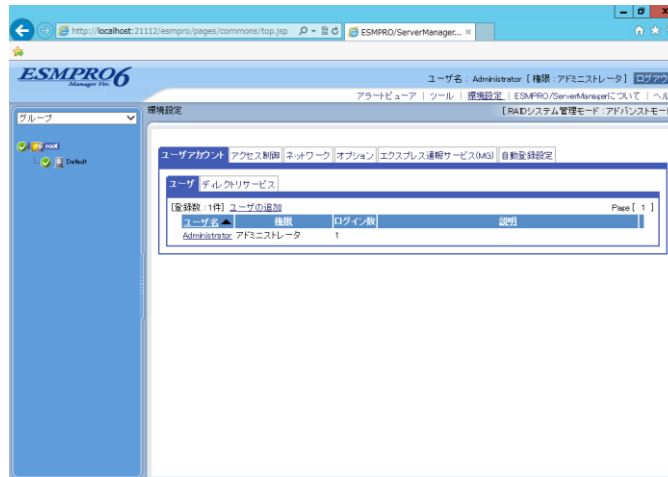 http://localhost:21112/esmpro/pages/commons/top.jsp
ESMPRO/ServerManager... ×
ESMPRO6
Manager Ver.
ユーザ名 : Administrator [ 権限 : アドミニストレータ ] ログアウ
アラートビューア | ツール | 環境設定 | ESMPRO/ServerManagerについて | ヘル
グループ
環境設定
[ RAIDシステム管理モード : アドバンストモー
root
Default
ユーザアカウント アクセス制御 ネットワーク オプション エクスプレス通報サービス(MG) 自動登録設定
ユーザ ディレクトリサービス
[登録数 : 1件] ユーザの追加 Page [ 1 ]
ユーザ名 ▲ 権限 ログイン数 説明
Administrator アドミニストレータ 1